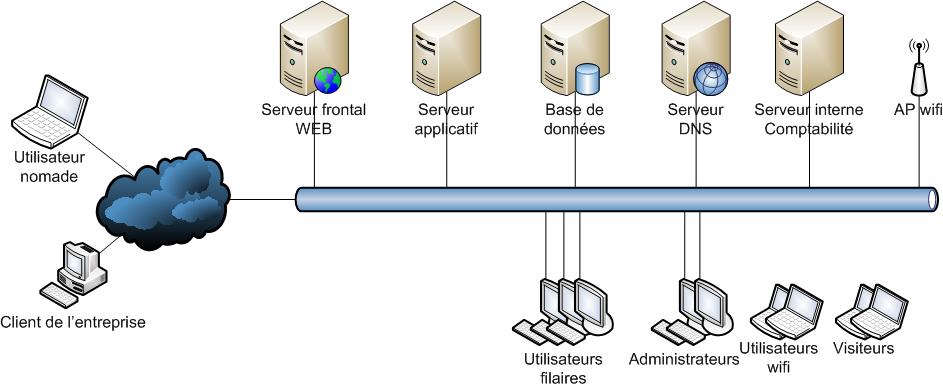 Serveur frontal
WEB
Serveur
applicatif
Base de
données
Serveur
DNS
Serveur interne
Comptabilité
AP wifi
Utilisateur
nomade
Client de l'entreprise
Utilisateurs
filaires
Administrateurs
Utilisateurs
wifi
Visiteurs